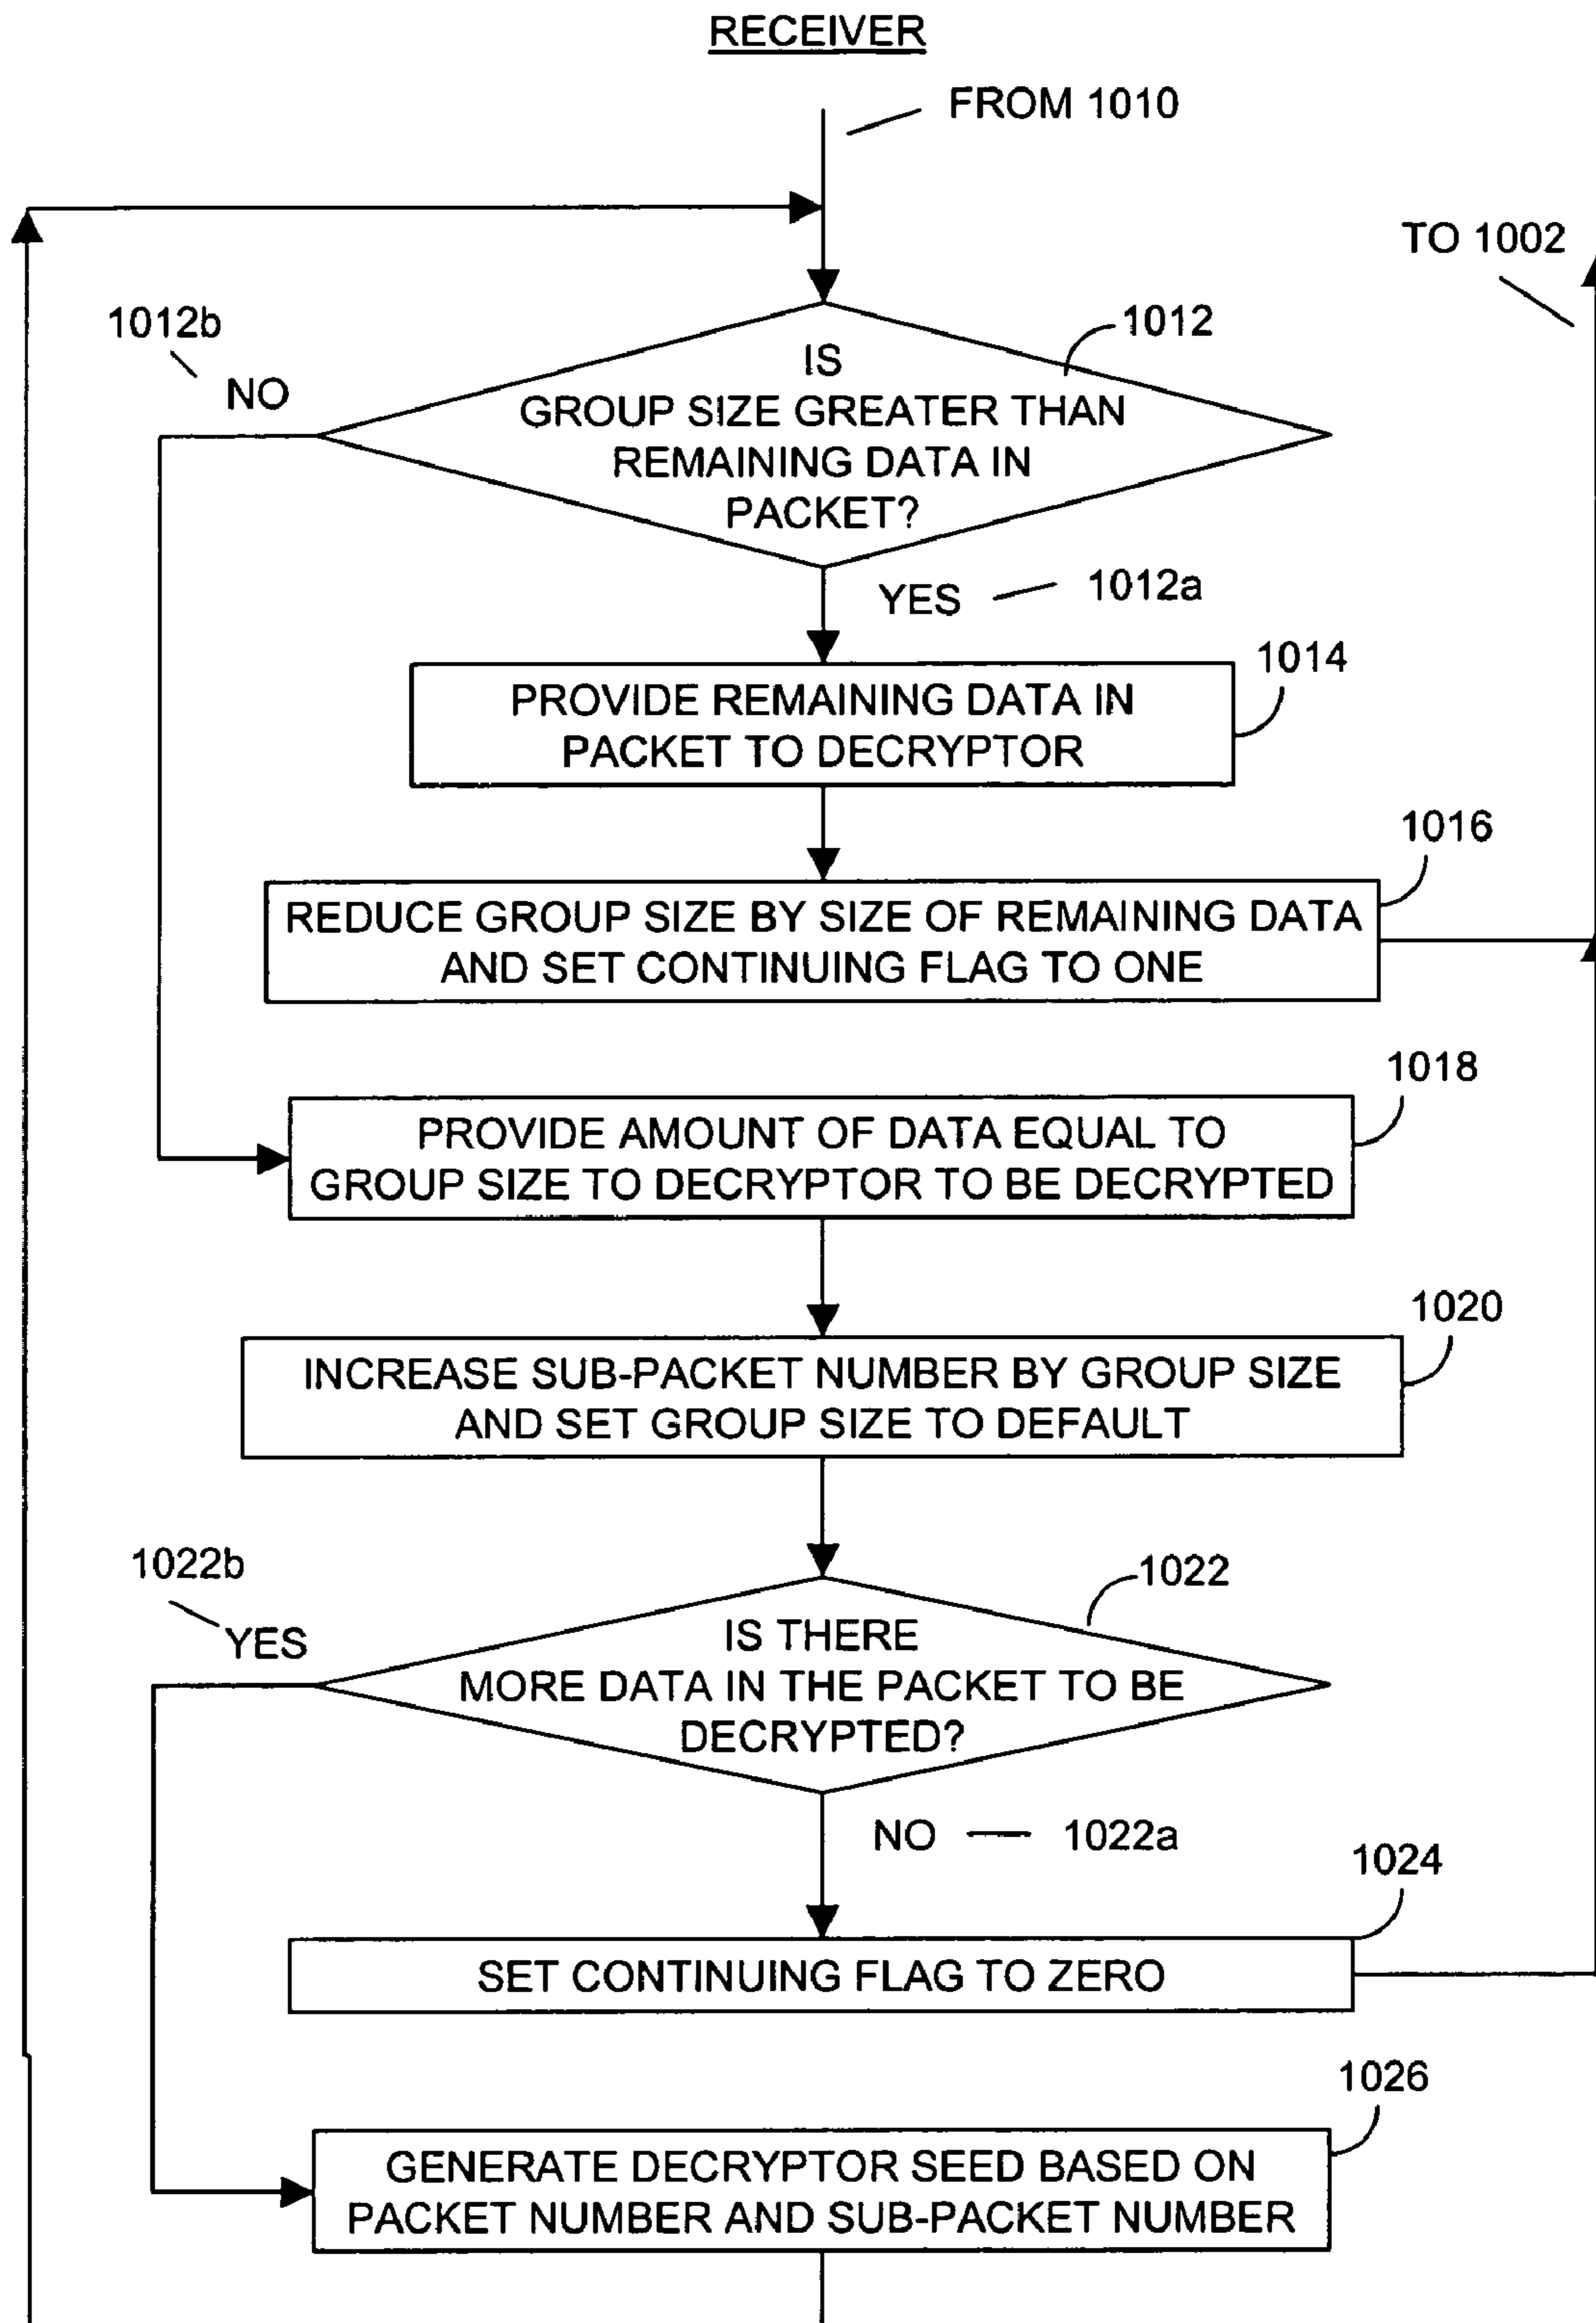 RECEIVER
FROM 1010
TO 1002
1012b
NO
1012
IS
GROUP SIZE GREATER THAN
REMAINING DATA IN
PACKET?
YES
1012a
1014
PROVIDE REMAINING DATA IN
PACKET TO DECRYPTOR
1016
REDUCE GROUP SIZE BY SIZE OF REMAINING DATA
AND SET CONTINUING FLAG TO ONE
1018
PROVIDE AMOUNT OF DATA EQUAL TO
GROUP SIZE TO DECRYPTOR TO BE DECRYPTED
1020
INCREASE SUB-PACKET NUMBER BY GROUP SIZE
AND SET GROUP SIZE TO DEFAULT
1022b
YES
1022
IS THERE
MORE DATA IN THE PACKET TO BE
DECRYPTED?
NO
1022a
1024
SET CONTINUING FLAG TO ZERO
1026
GENERATE DECRYPTOR SEED BASED ON
PACKET NUMBER AND SUB-PACKET NUMBER